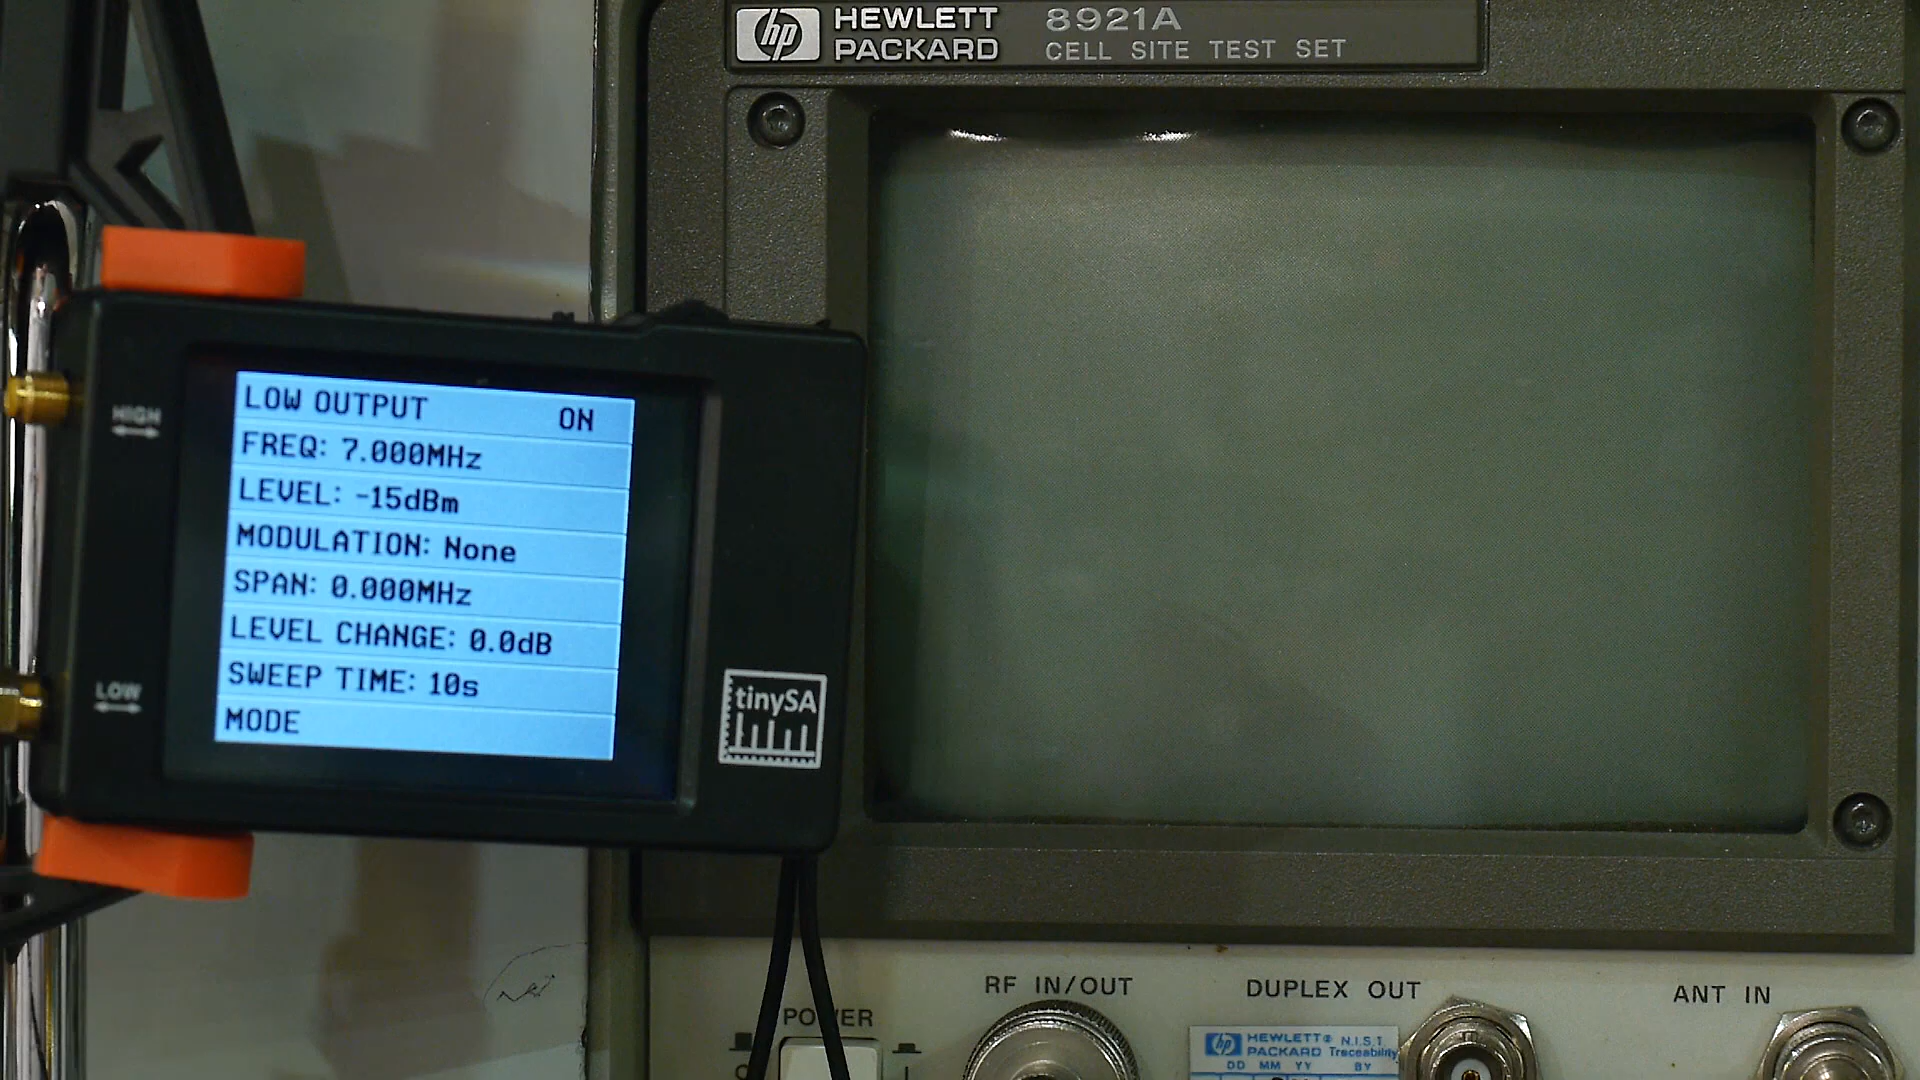 hp HEWLETT PACKARD
8921A
CELL SITE TEST SET
HIGH
LOW
LOW OUTPUT ON
FREQ: 7.000MHz
LEVEL: -15dBm
MODULATION: None
SPAN: 0.000MHz
LEVEL CHANGE: 0.0dB
SWEEP TIME: 10s
MODE
tinySA
POWER
RF IN/OUT
DUPLEX OUT
ANT IN
hp HEWLETT® PACKARD
N.I.S.T. Traceability
DD MM YY BY